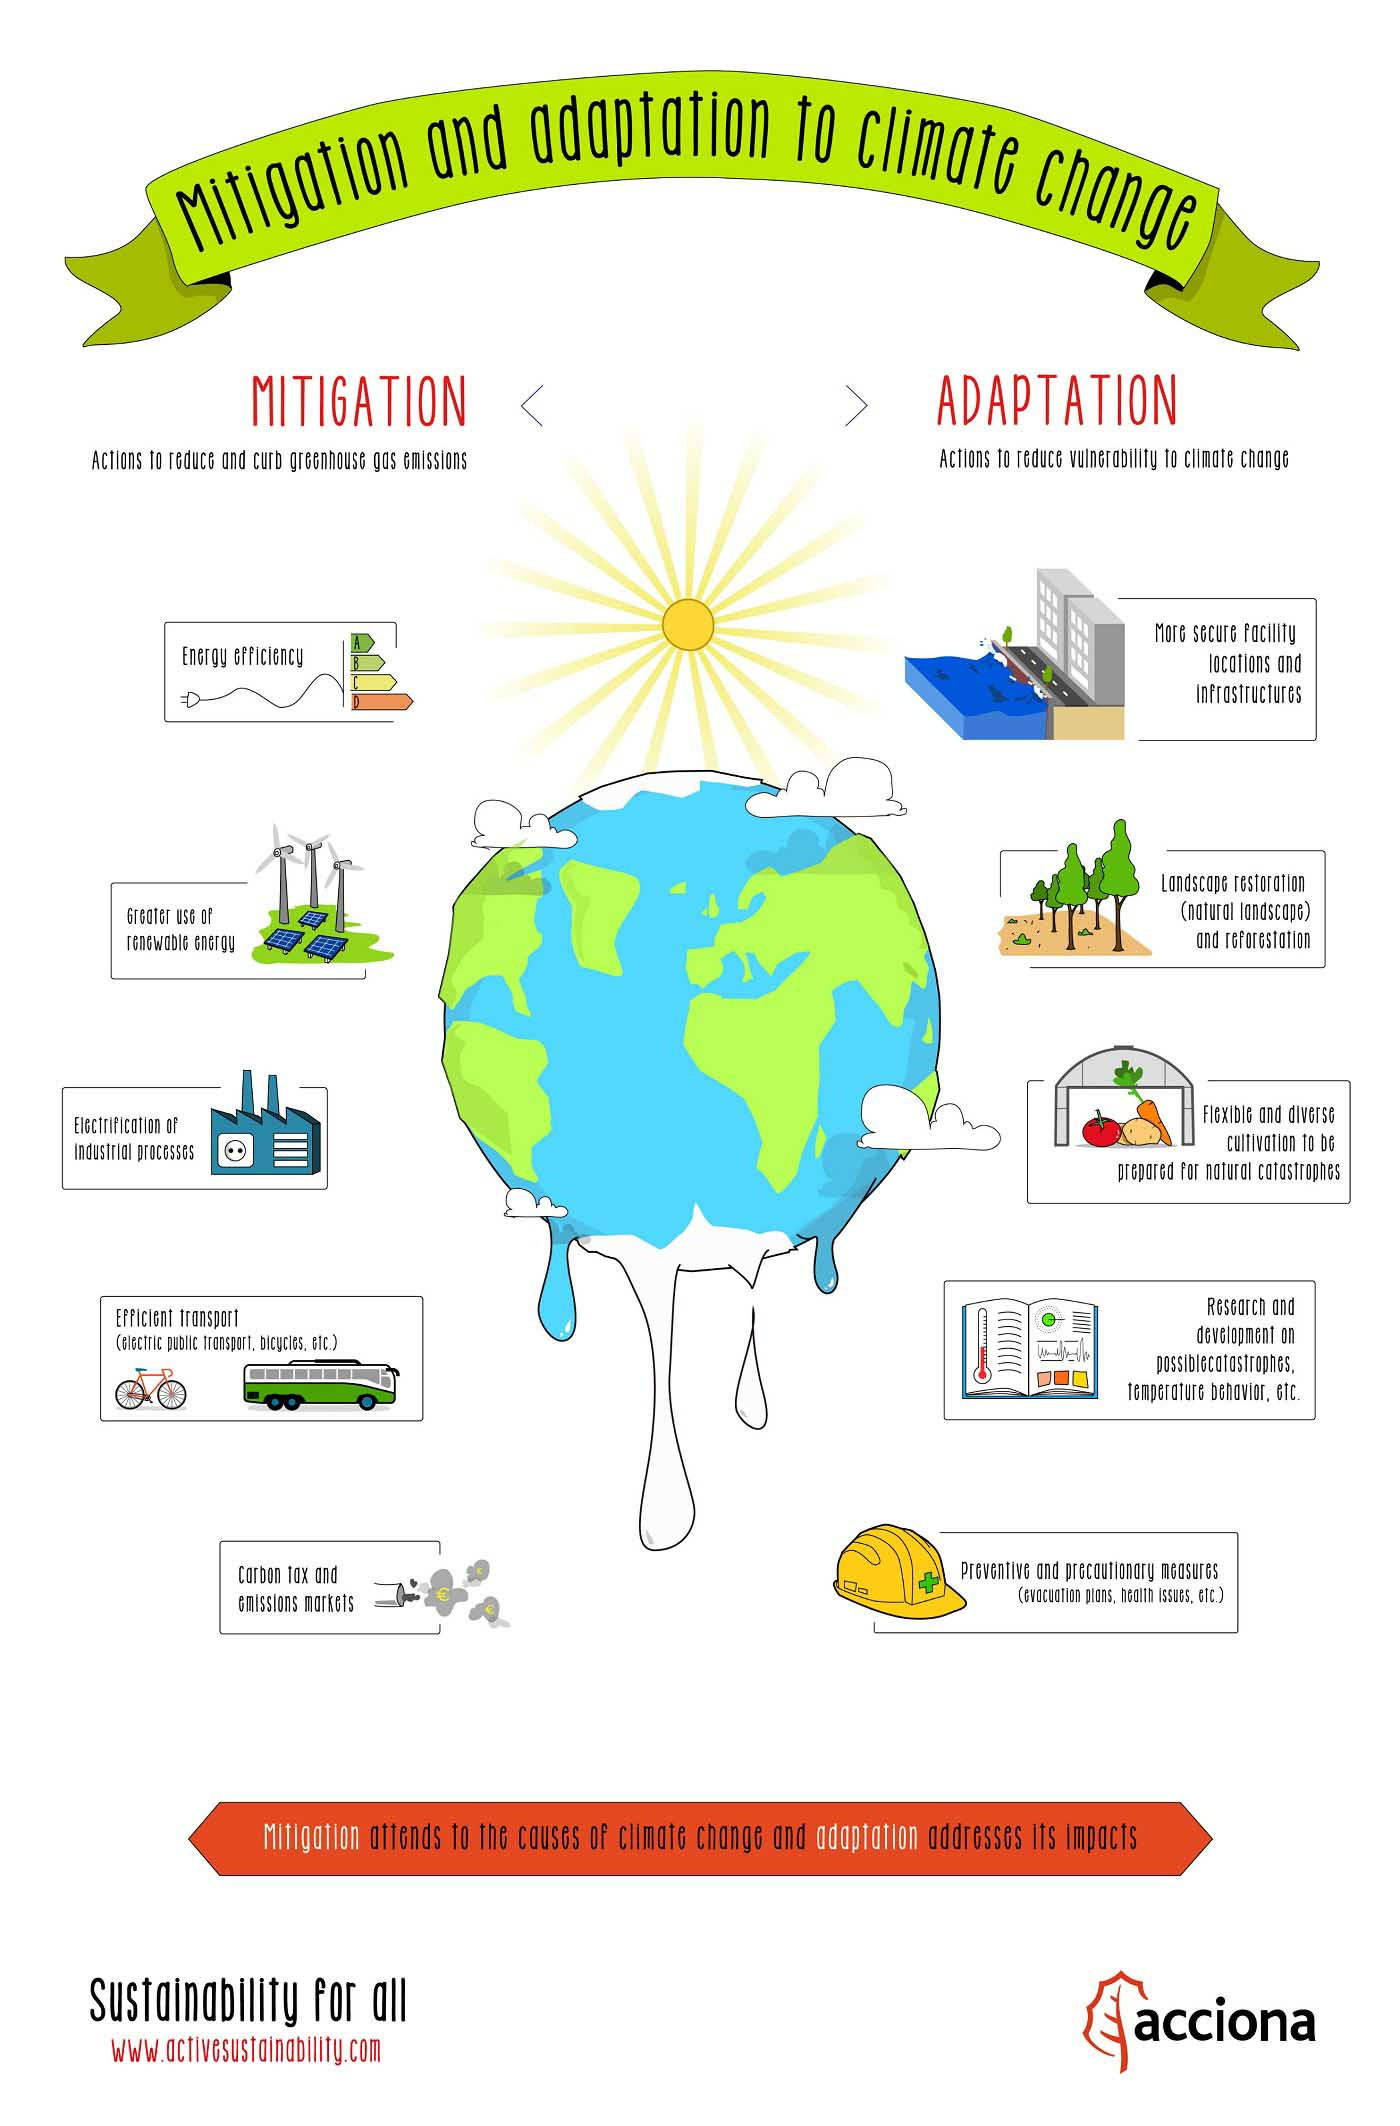 Mitigation and adaptation to climate change
MITIGATION
Actions to reduce and curb greenhouse gas emissions
Energy efficiency
A
B
C
D
Greater use of
renewable energy
Electrification of
industrial processes
Efficient transport
(electric public transport, bicycles, etc.)
Carbon tax and
emissions markets
€
€
€
ADAPTATION
Actions to reduce vulnerability to climate change
More secure facility
locations and
infrastructures
Landscape restoration
(natural landscape)
and reforestation
Flexible and diverse
cultivation to be
prepared for natural catastrophes
Research and
development on
possiblecatastrophes,
temperature behavior, etc.
Preventive and precautionary measures
(evacuation plans, health issues, etc.)
Mitigation attends to the causes of climate change and adaptation addresses its impacts
Sustainability for all
www.activesustainability.com
acciona